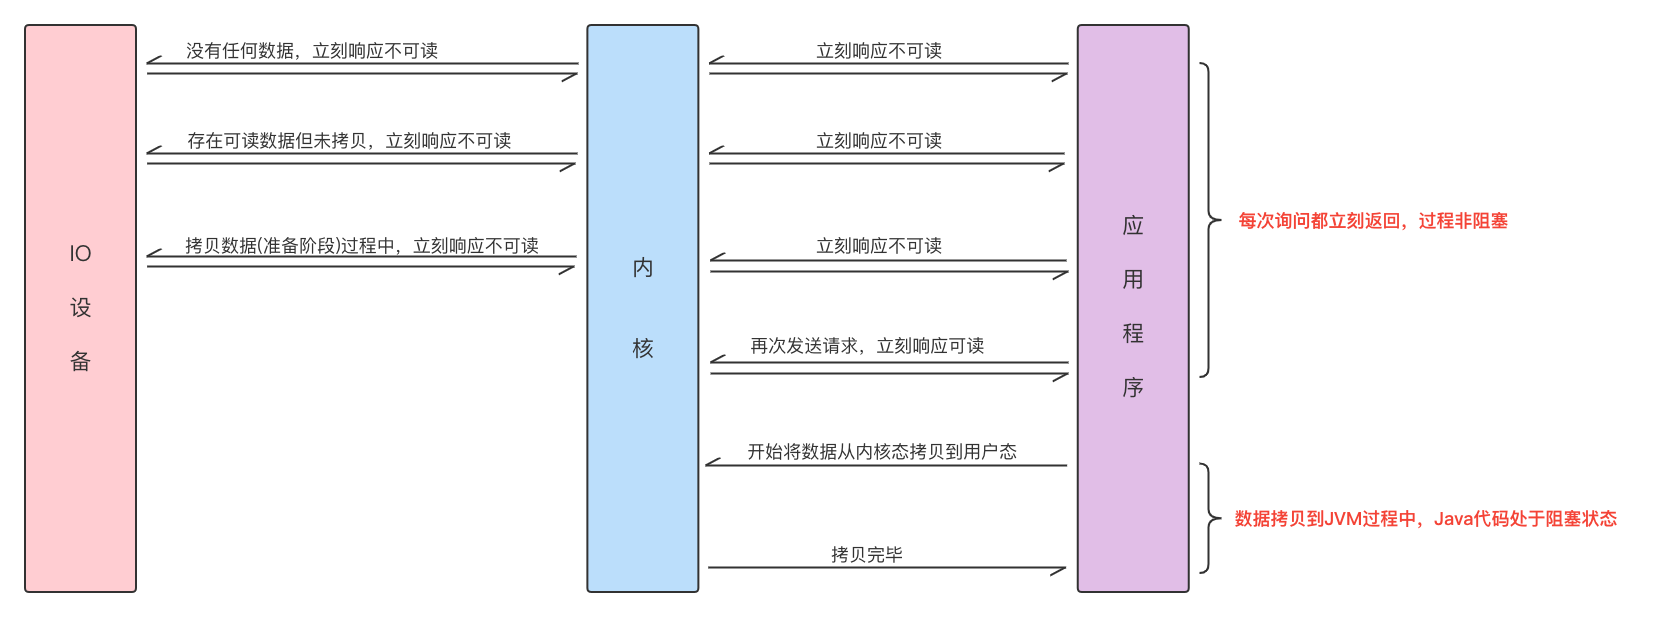 没有任何数据，立刻响应不可读
立刻响应不可读
存在可读数据但未拷贝，立刻响应不可读
立刻响应不可读
每次询问都立刻返回，过程非阻塞
拷贝数据(准备阶段)过程中，立刻响应不可读
立刻响应不可读
IO
设
备
内
核
应
用
程
序
再次发送请求，立刻响应可读
开始将数据从内核态拷贝到用户态
数据拷贝到JVM过程中，Java代码处于阻塞状态
拷贝完毕